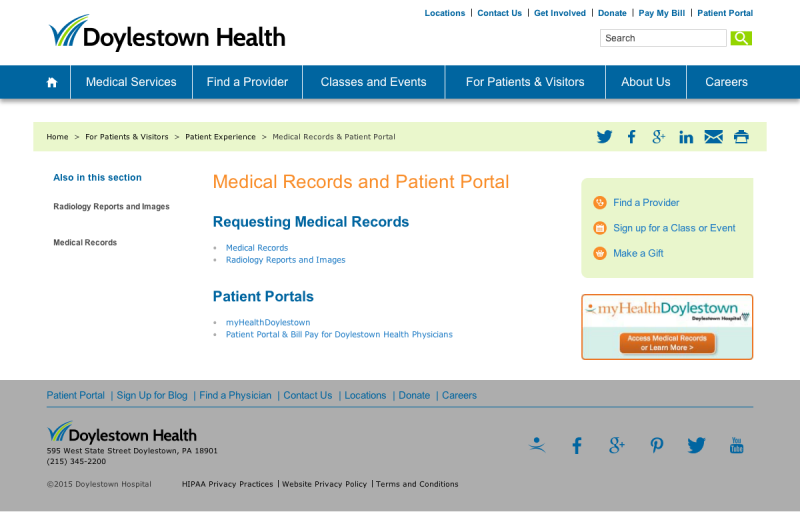 Locations | Contact Us | Get Involved | Donate | Pay My Bill | Patient Portal
Doylestown Health
Search
Medical Services
Find a Provider
Classes and Events
For Patients & Visitors
About Us
Careers
Home > For Patients & Visitors > Patient Experience > Medical Records & Patient Portal
Also in this section
Radiology Reports and Images
Medical Records
Medical Records and Patient Portal
Requesting Medical Records
Medical Records
Radiology Reports and Images
Patient Portals
myHealthDoylestown
Patient Portal & Bill Pay for Doylestown Health Physicians
Find a Provider
Sign up for a Class or Event
Make a Gift
myHealthDoylestown
Doylestown Hospital
Access Medical Records
or Learn More >
Patient Portal | Sign Up for Blog | Find a Physician | Contact Us | Locations | Donate | Careers
Doylestown Health
595 West State Street Doylestown, PA 18901
(215) 345-2200
©2015 Doylestown Hospital
HIPAA Privacy Practices | Website Privacy Policy | Terms and Conditions
You
Tube